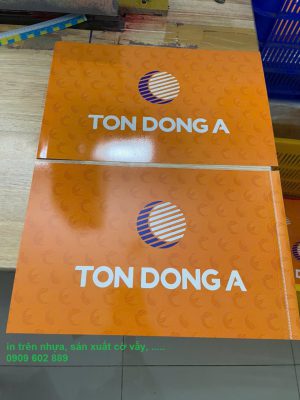 TON DONG A
TON DONG A
in trên nhựa, sản xuất cờ vẫy, .....
0909 602 889